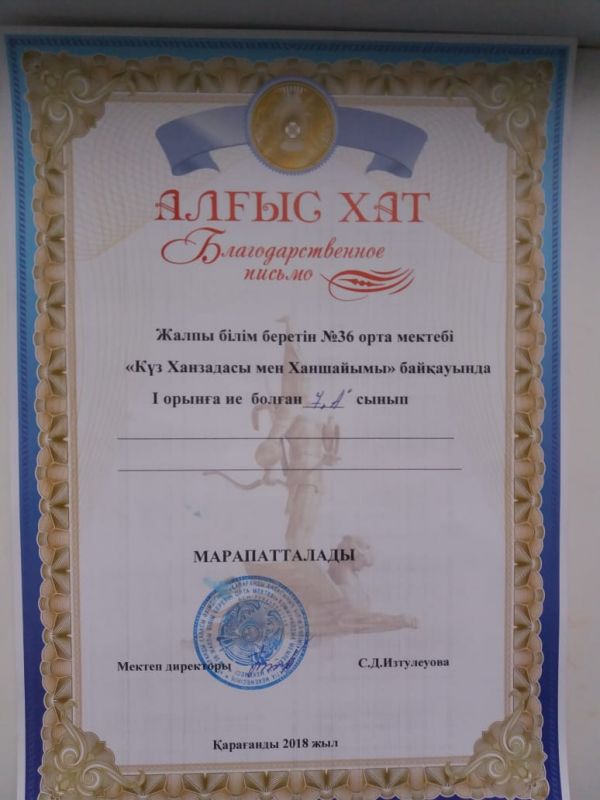 АЛҒЫС ХАТ
Благодарственное
письмо
Жалпы білім беретін №36 орта мектебі
«Күз Ханзадасы мен Ханшайымы» байқауында
І орынға ие болған 7 „А" сынып
МАРАПАТТАЛАДЫ
Мектеп директоры С.Д.Изтулеуова
Қарағанды 2018 жыл